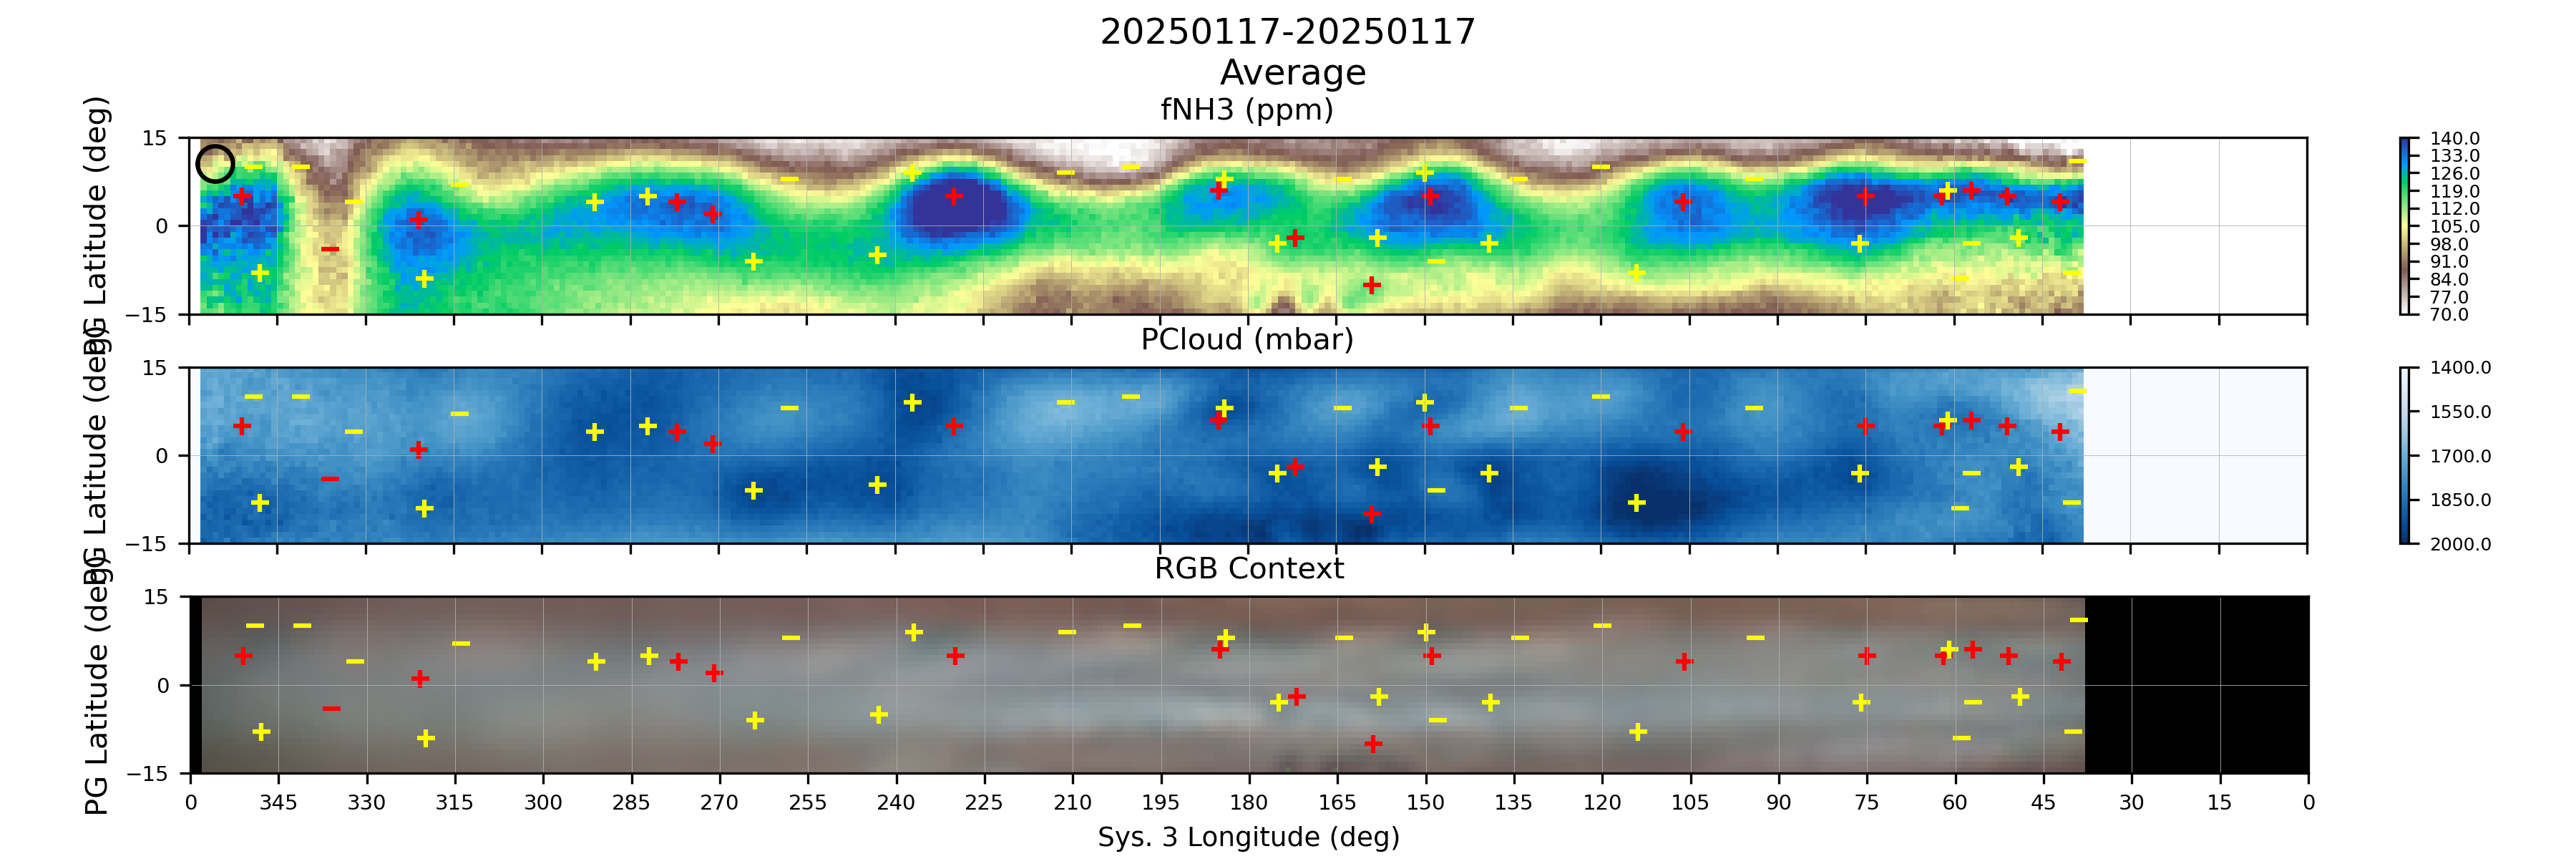 20250117-20250117
Average
fNH3 (ppm)
PG Latitude (deg)
15
0
−15
140.0
133.0
126.0
119.0
112.0
105.0
98.0
91.0
84.0
77.0
70.0
PCloud (mbar)
PG Latitude (deg)
15
0
−15
1400.0
1550.0
1700.0
1850.0
2000.0
RGB Context
PG Latitude (deg)
15
0
−15
0 345 330 315 300 285 270 255 240 225 210 195 180 165 150 135 120 105 90 75 60 45 30 15 0
Sys. 3 Longitude (deg)